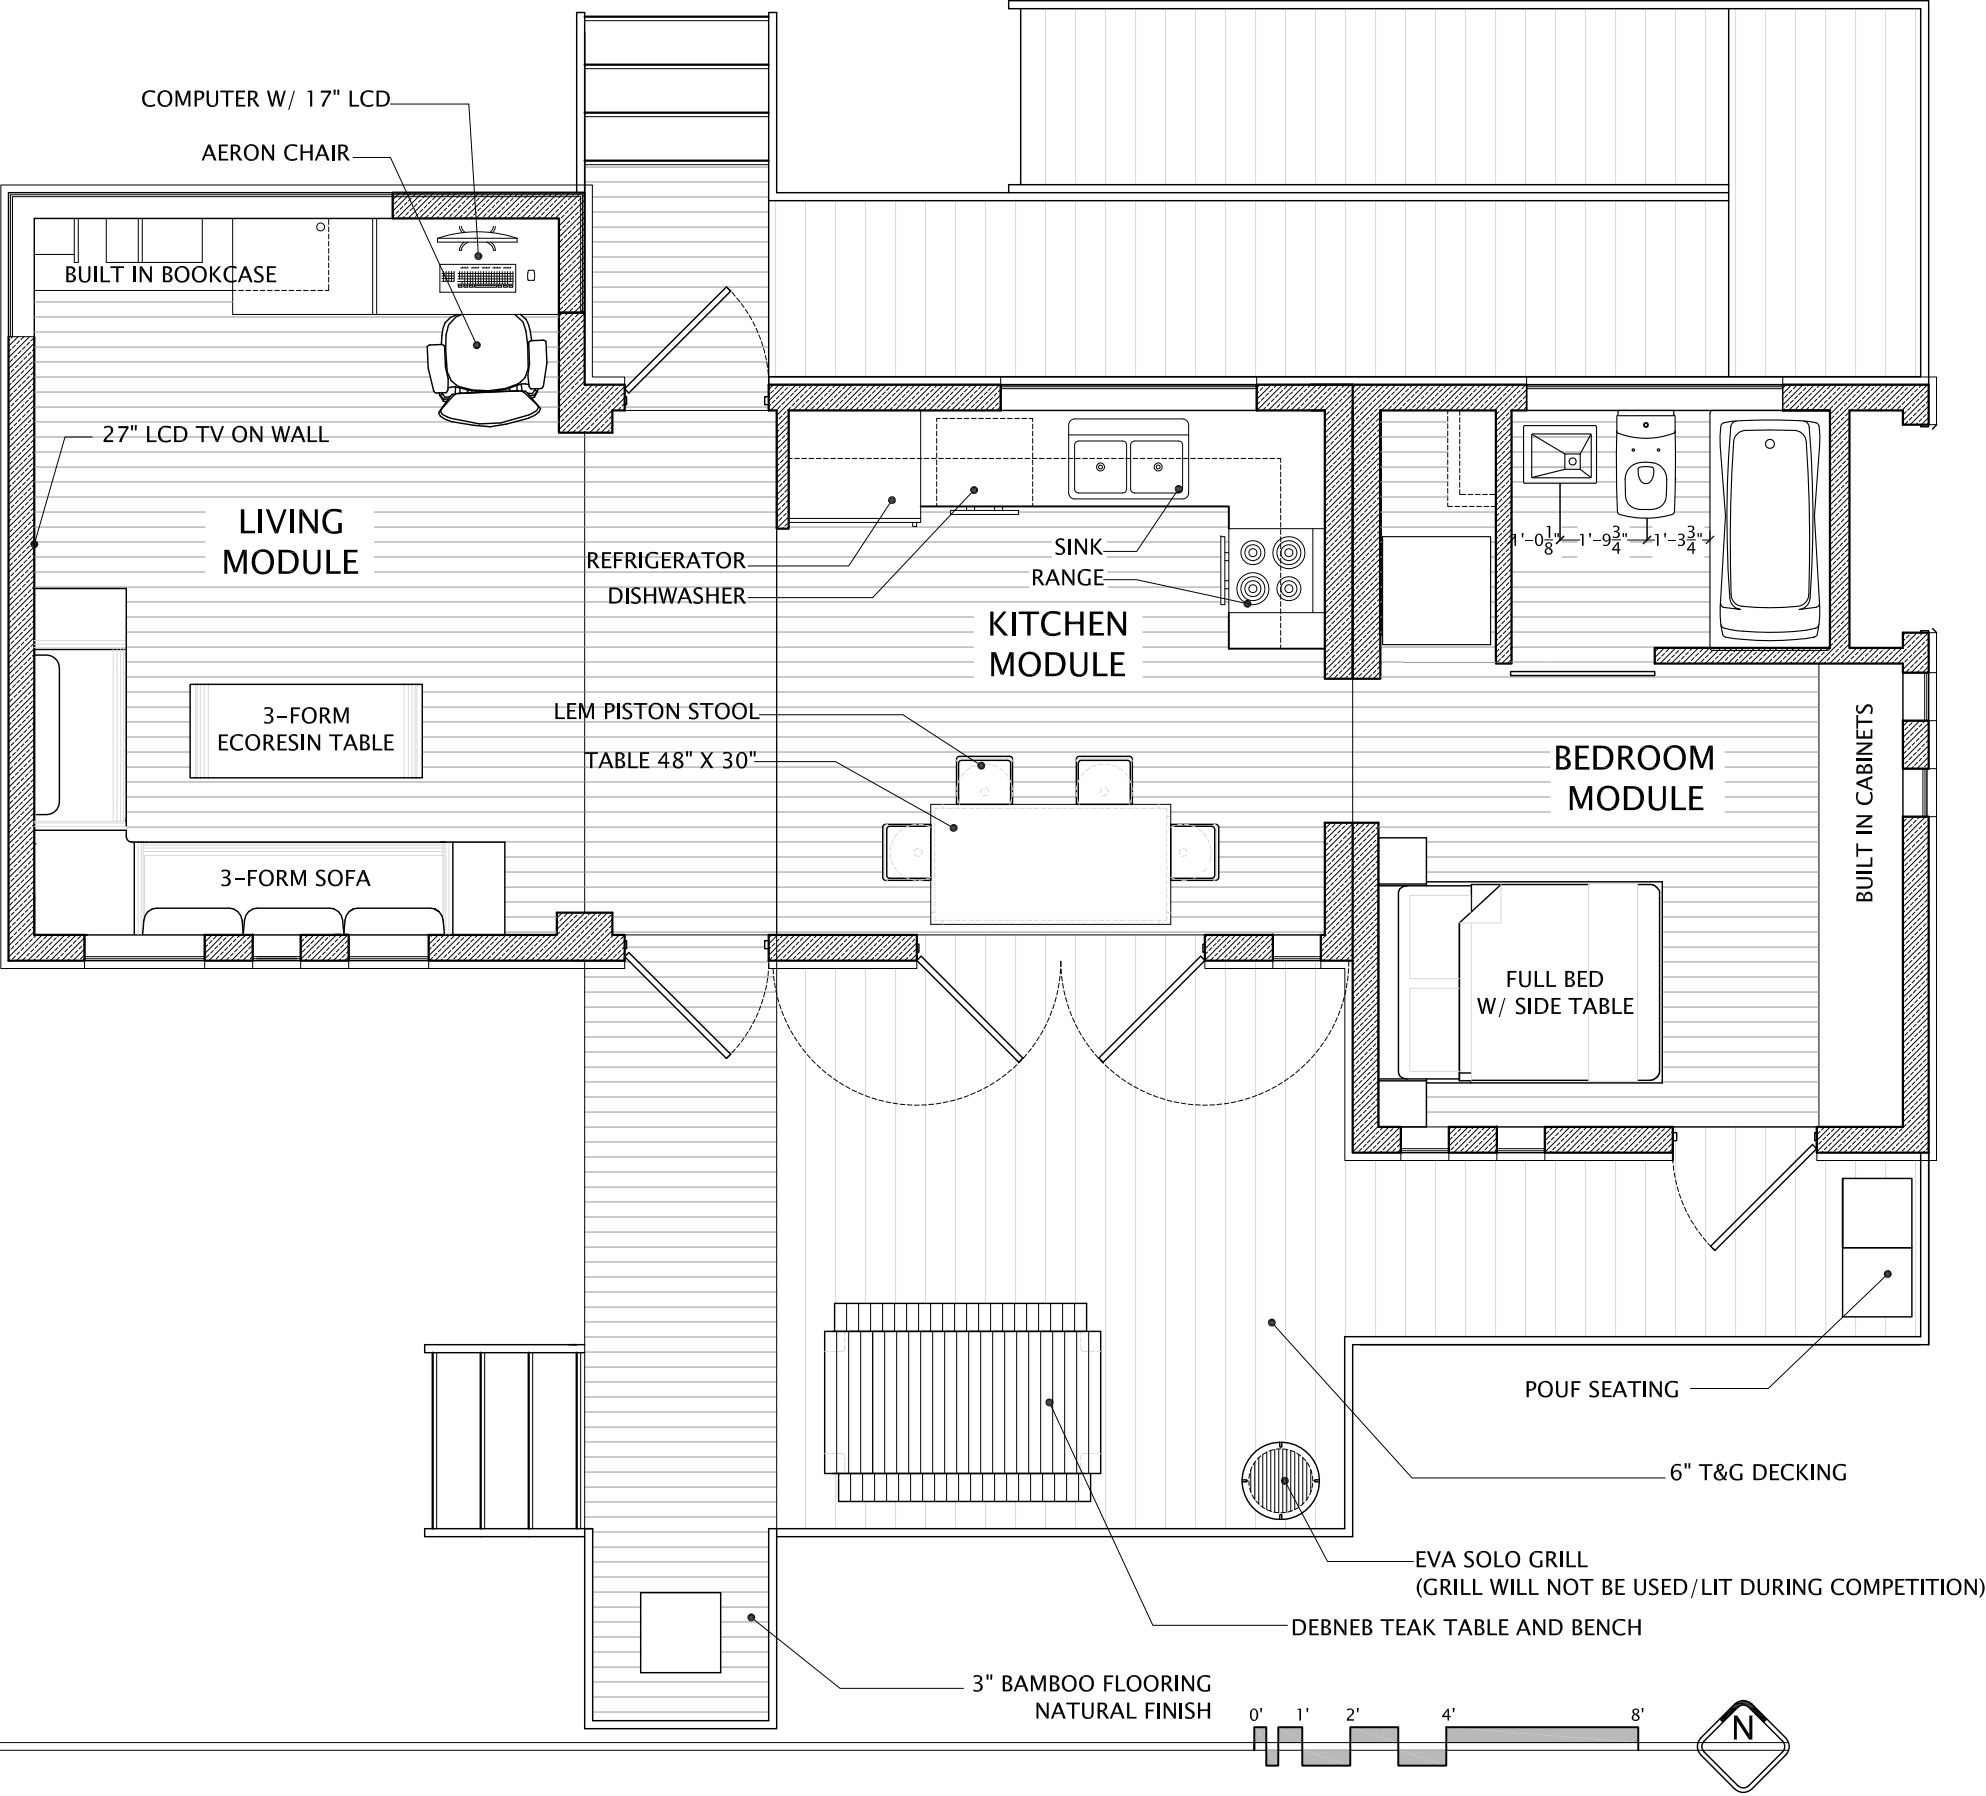 COMPUTER W/ 17" LCD
AERON CHAIR
BUILT IN BOOKCASE
27" LCD TV ON WALL
LIVING
MODULE
REFRIGERATOR
DISHWASHER
SINK
RANGE
KITCHEN
MODULE
1'-0 1/8"
1'-9 3/4"
1'-3 3/4"
3-FORM
ECORESIN TABLE
LEM PISTON STOOL
TABLE 48" X 30"
BEDROOM
MODULE
BUILT IN CABINETS
3-FORM SOFA
FULL BED
W/ SIDE TABLE
POUF SEATING
6" T&G DECKING
EVA SOLO GRILL
(GRILL WILL NOT BE USED/LIT DURING COMPETITION)
DEBNEB TEAK TABLE AND BENCH
3" BAMBOO FLOORING
NATURAL FINISH
0' 1' 2' 4' 8'
N